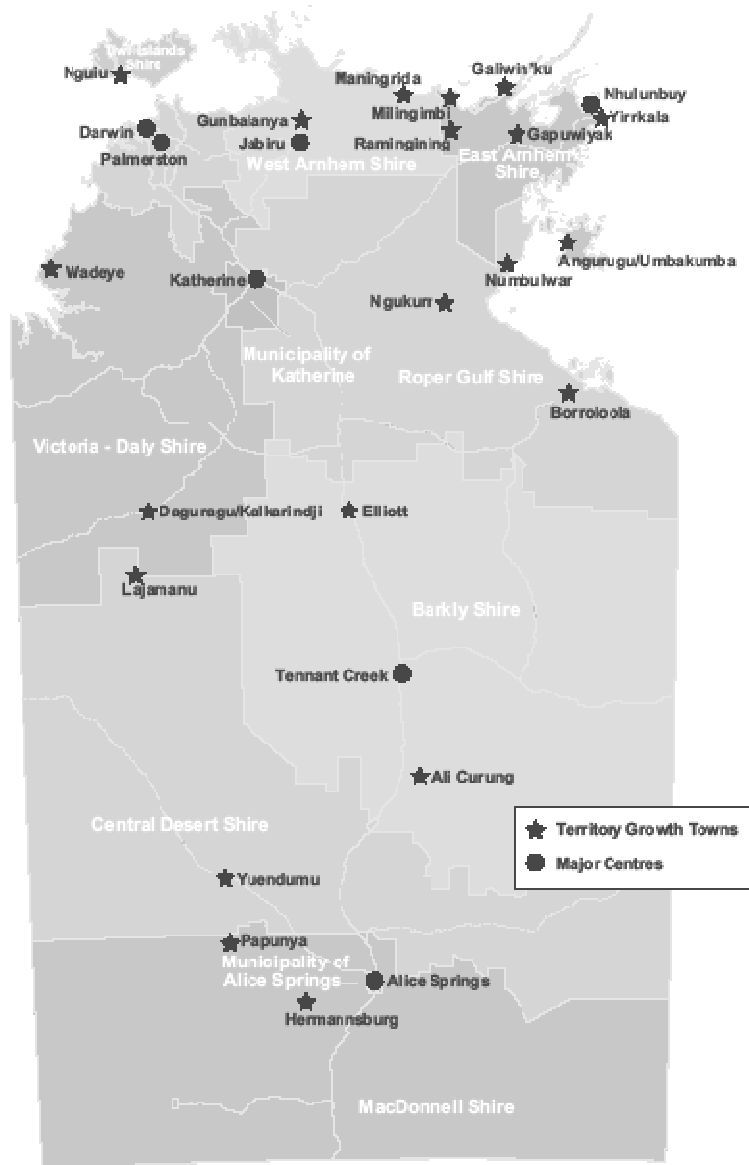 Tiwi Islands
Shire
Nguiu
Maningrida
Galiwin'ku
Milingimbi
Nhulunbuy
Yirrkala
Gunbalanya
Darwin
Jabiru
Ramingining
Gapuwiyak
Palmerston
West Arnhem Shire
East Arnhem
Shire
Wadeye
Katherine
Angurugu/Umbakumba
Numbulwar
Ngukurr
Municipality of
Katherine
Roper Gulf Shire
Borroloola
Victoria - Daly Shire
Daguragu/Kalkarindji
Elliott
Lajamanu
Barkly Shire
Tennant Creek
Ali Curung
Central Desert Shire
Territory Growth Towns
Major Centres
Yuendumu
Papunya
Municipality of
Alice Springs
Alice Springs
Hermannsburg
MacDonnell Shire